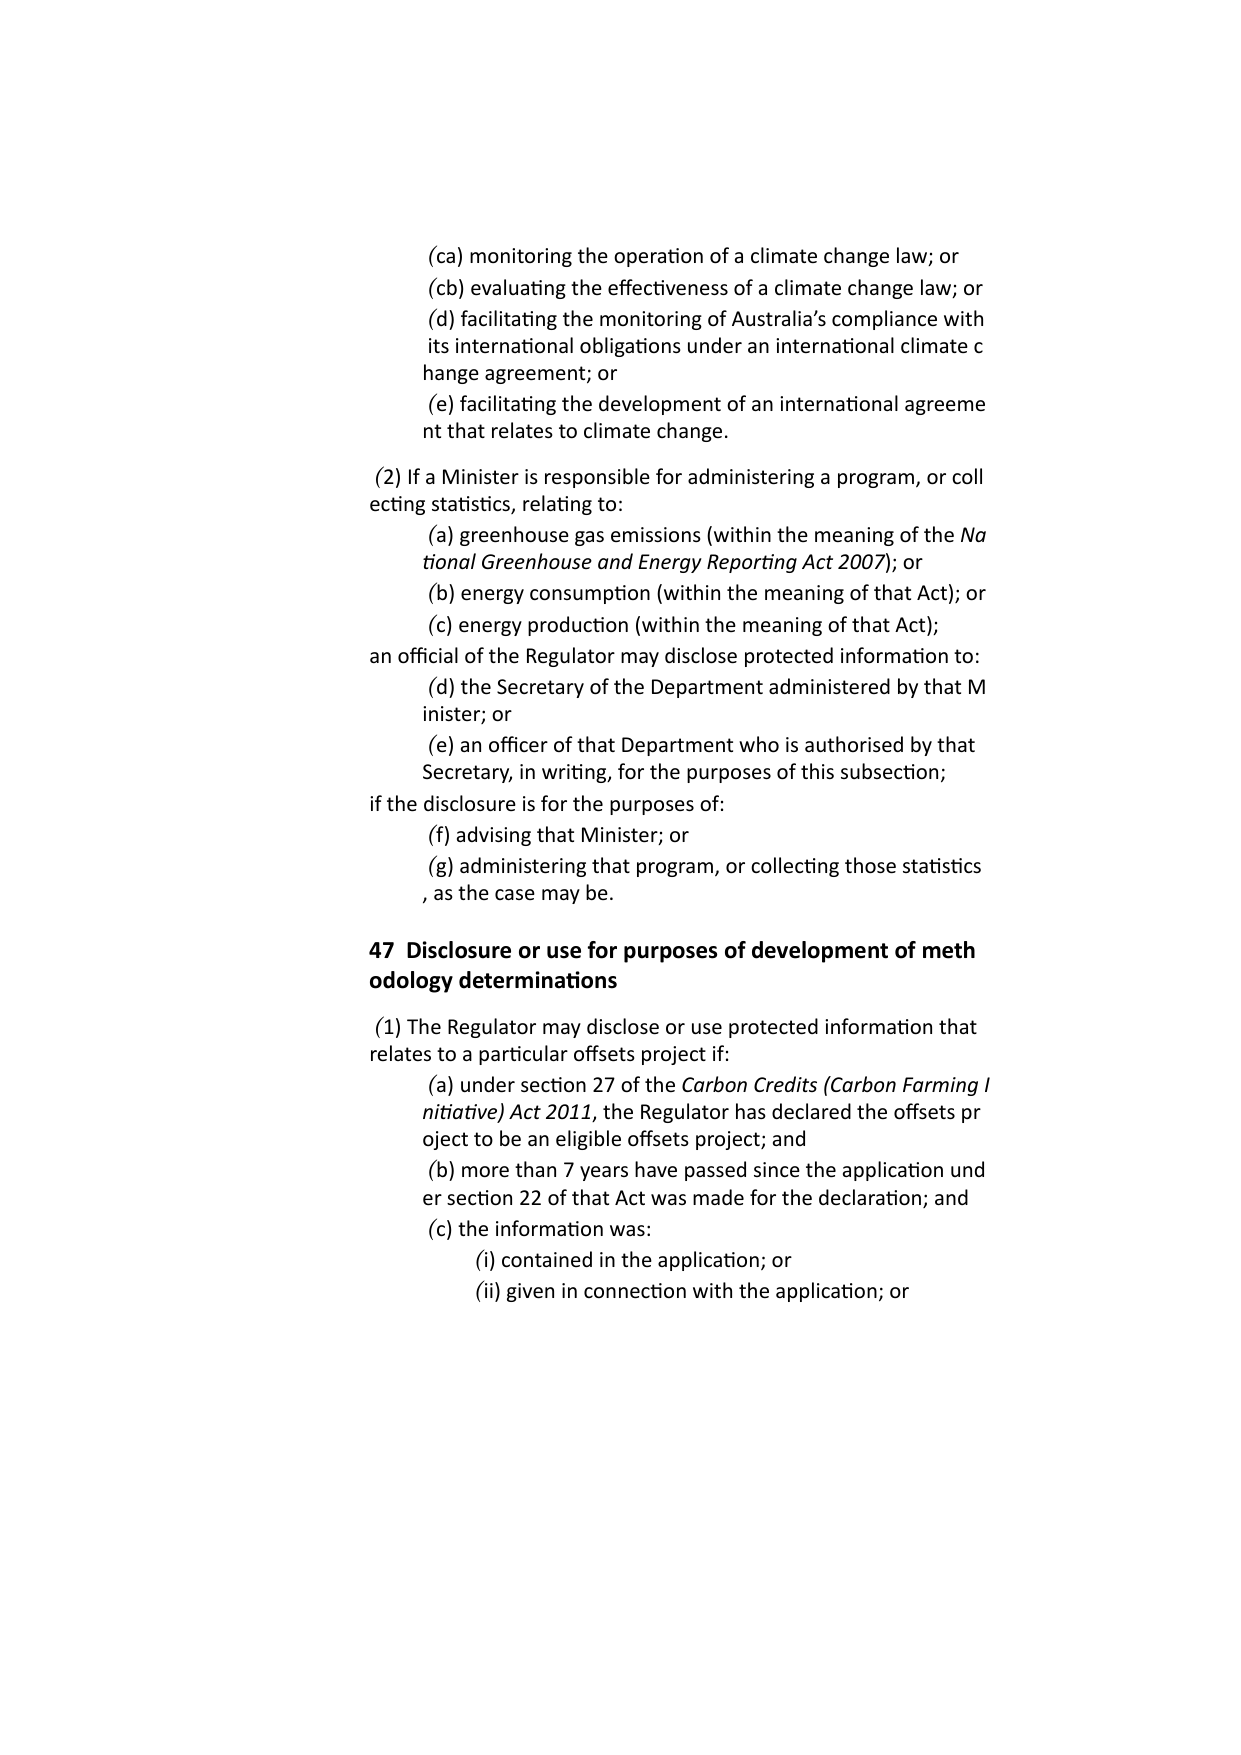 (ca) monitoring the operation of a climate change law; or
(cb) evaluating the effectiveness of a climate change law; or
(d) facilitating the monitoring of Australia’s compliance with
its international obligations under an international climate c
hange agreement; or
(e) facilitating the development of an international agreeme
nt that relates to climate change.
(2) If a Minister is responsible for administering a program, or coll
ecting statistics, relating to:
(a) greenhouse gas emissions (within the meaning of the Na
tional Greenhouse and Energy Reporting Act 2007); or
(b) energy consumption (within the meaning of that Act); or
(c) energy production (within the meaning of that Act);
an official of the Regulator may disclose protected information to:
(d) the Secretary of the Department administered by that M
inister; or
(e) an officer of that Department who is authorised by that
Secretary, in writing, for the purposes of this subsection;
if the disclosure is for the purposes of:
(f) advising that Minister; or
(g) administering that program, or collecting those statistics
, as the case may be.
47  Disclosure or use for purposes of development of meth
odology determinations
(1) The Regulator may disclose or use protected information that
relates to a particular offsets project if:
(a) under section 27 of the Carbon Credits (Carbon Farming I
nitiative) Act 2011, the Regulator has declared the offsets pr
oject to be an eligible offsets project; and
(b) more than 7 years have passed since the application und
er section 22 of that Act was made for the declaration; and
(c) the information was:
(i) contained in the application; or
(ii) given in connection with the application; or